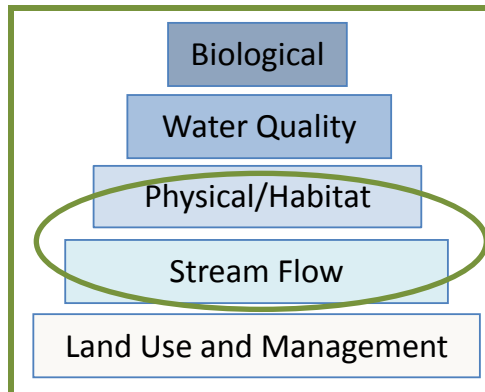 Biological
Water Quality
Physical/Habitat
Stream Flow
Land Use and Management